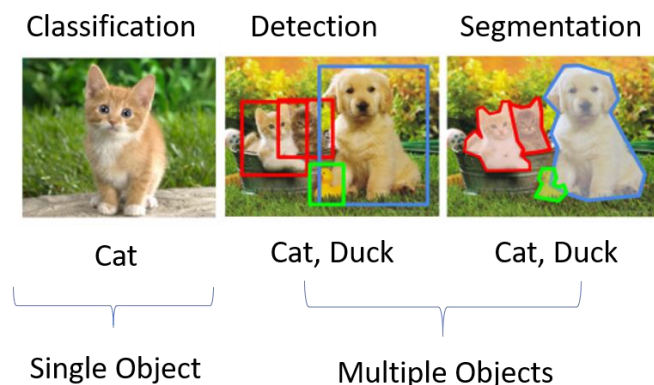 Classification Detection Segmentation
Cat Cat, Duck Cat, Duck
Single Object Multiple Objects